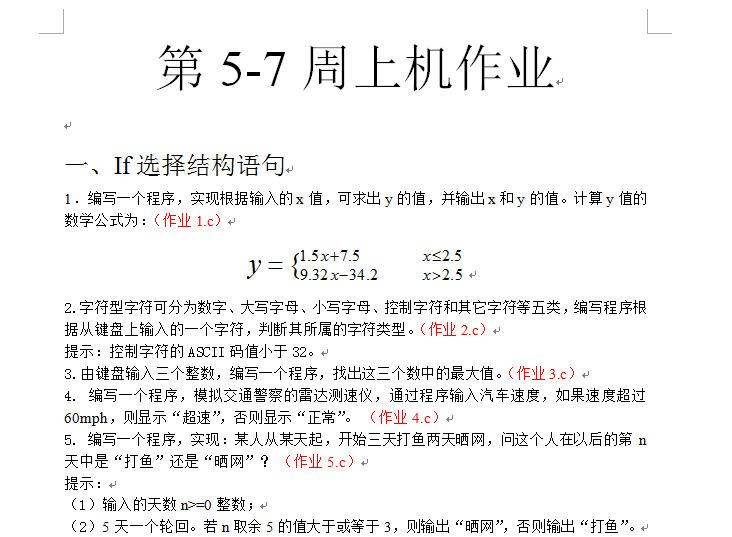 第 5-7 周上机作业
一、If 选择结构语句
1．编写一个程序，实现根据输入的 x 值，可求出 y 的值，并输出 x 和 y 的值。计算 y 值的
数学公式为：（作业 1.c）
y = { 1.5x+7.5 x≤2.5
9.32x−34.2 x>2.5
2.字符型字符可分为数字、大写字母、小写字母、控制字符和其它字符等五类，编写程序根
据从键盘上输入的一个字符，判断其所属的字符类型。（作业 2.c）
提示：控制字符的 ASCII 码值小于 32。
3.由键盘输入三个整数，编写一个程序，找出这三个数中的最大值。（作业 3.c）
4. 编写一个程序，模拟交通警察的雷达测速仪，通过程序输入汽车速度，如果速度超过
60mph，则显示“超速”，否则显示“正常”。（作业 4.c）
5. 编写一个程序，实现：某人从某天起，开始三天打鱼两天晒网，问这个人在以后的第 n
天中是“打鱼”还是“晒网”？（作业 5.c）
提示：
（1）输入的天数 n>=0 整数；
（2）5 天一个轮回。若 n 取余 5 的值大于或等于 3，则输出“晒网”，否则输出“打鱼”。